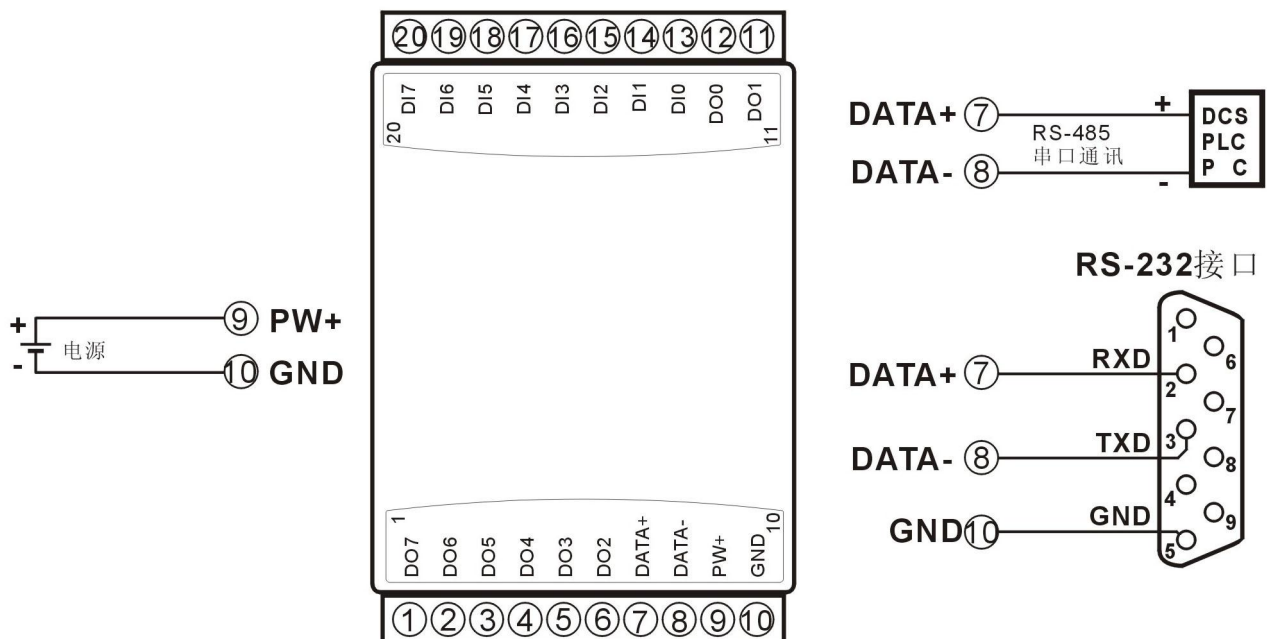 ⑳⑲⑱⑰⑯⑮⑭⑬⑫⑪
DI7 DI6 DI5 DI4 DI3 DI2 DI1 DI0 DO0 DO1
20 11
+
-
电源
⑨ PW+
⑩ GND
1 10
DO7 DO6 DO5 DO4 DO3 DO2 DATA+ DATA- PW+ GND
①②③④⑤⑥⑦⑧⑨⑩
DATA+ ⑦
DATA- ⑧
RS-485
串口通讯
+
-
DCS
PLC
P C
RS-232接口
DATA+ ⑦ RXD
DATA- ⑧ TXD
GND⑩ GND
1
2
3
4
5
6
7
8
9